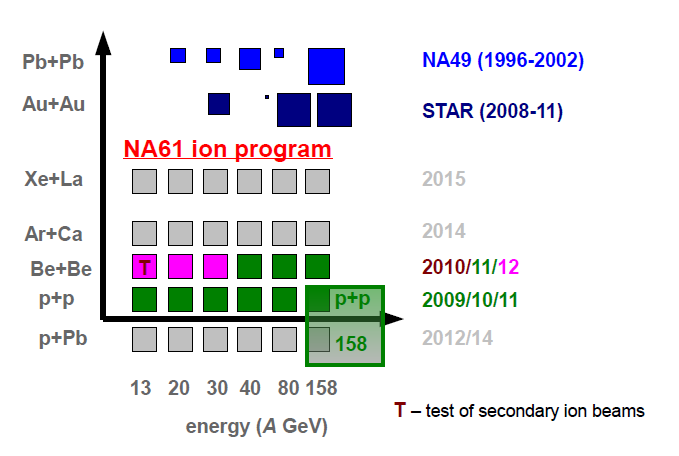 Pb+Pb
NA49 (1996-2002)
Au+Au
STAR (2008-11)
NA61 ion program
Xe+La
2015
Ar+Ca
2014
Be+Be
T
2010/11/12
p+p
p+p
2009/10/11
p+Pb
158
2012/14
13 20 30 40 80 158
energy (A GeV)
T – test of secondary ion beams